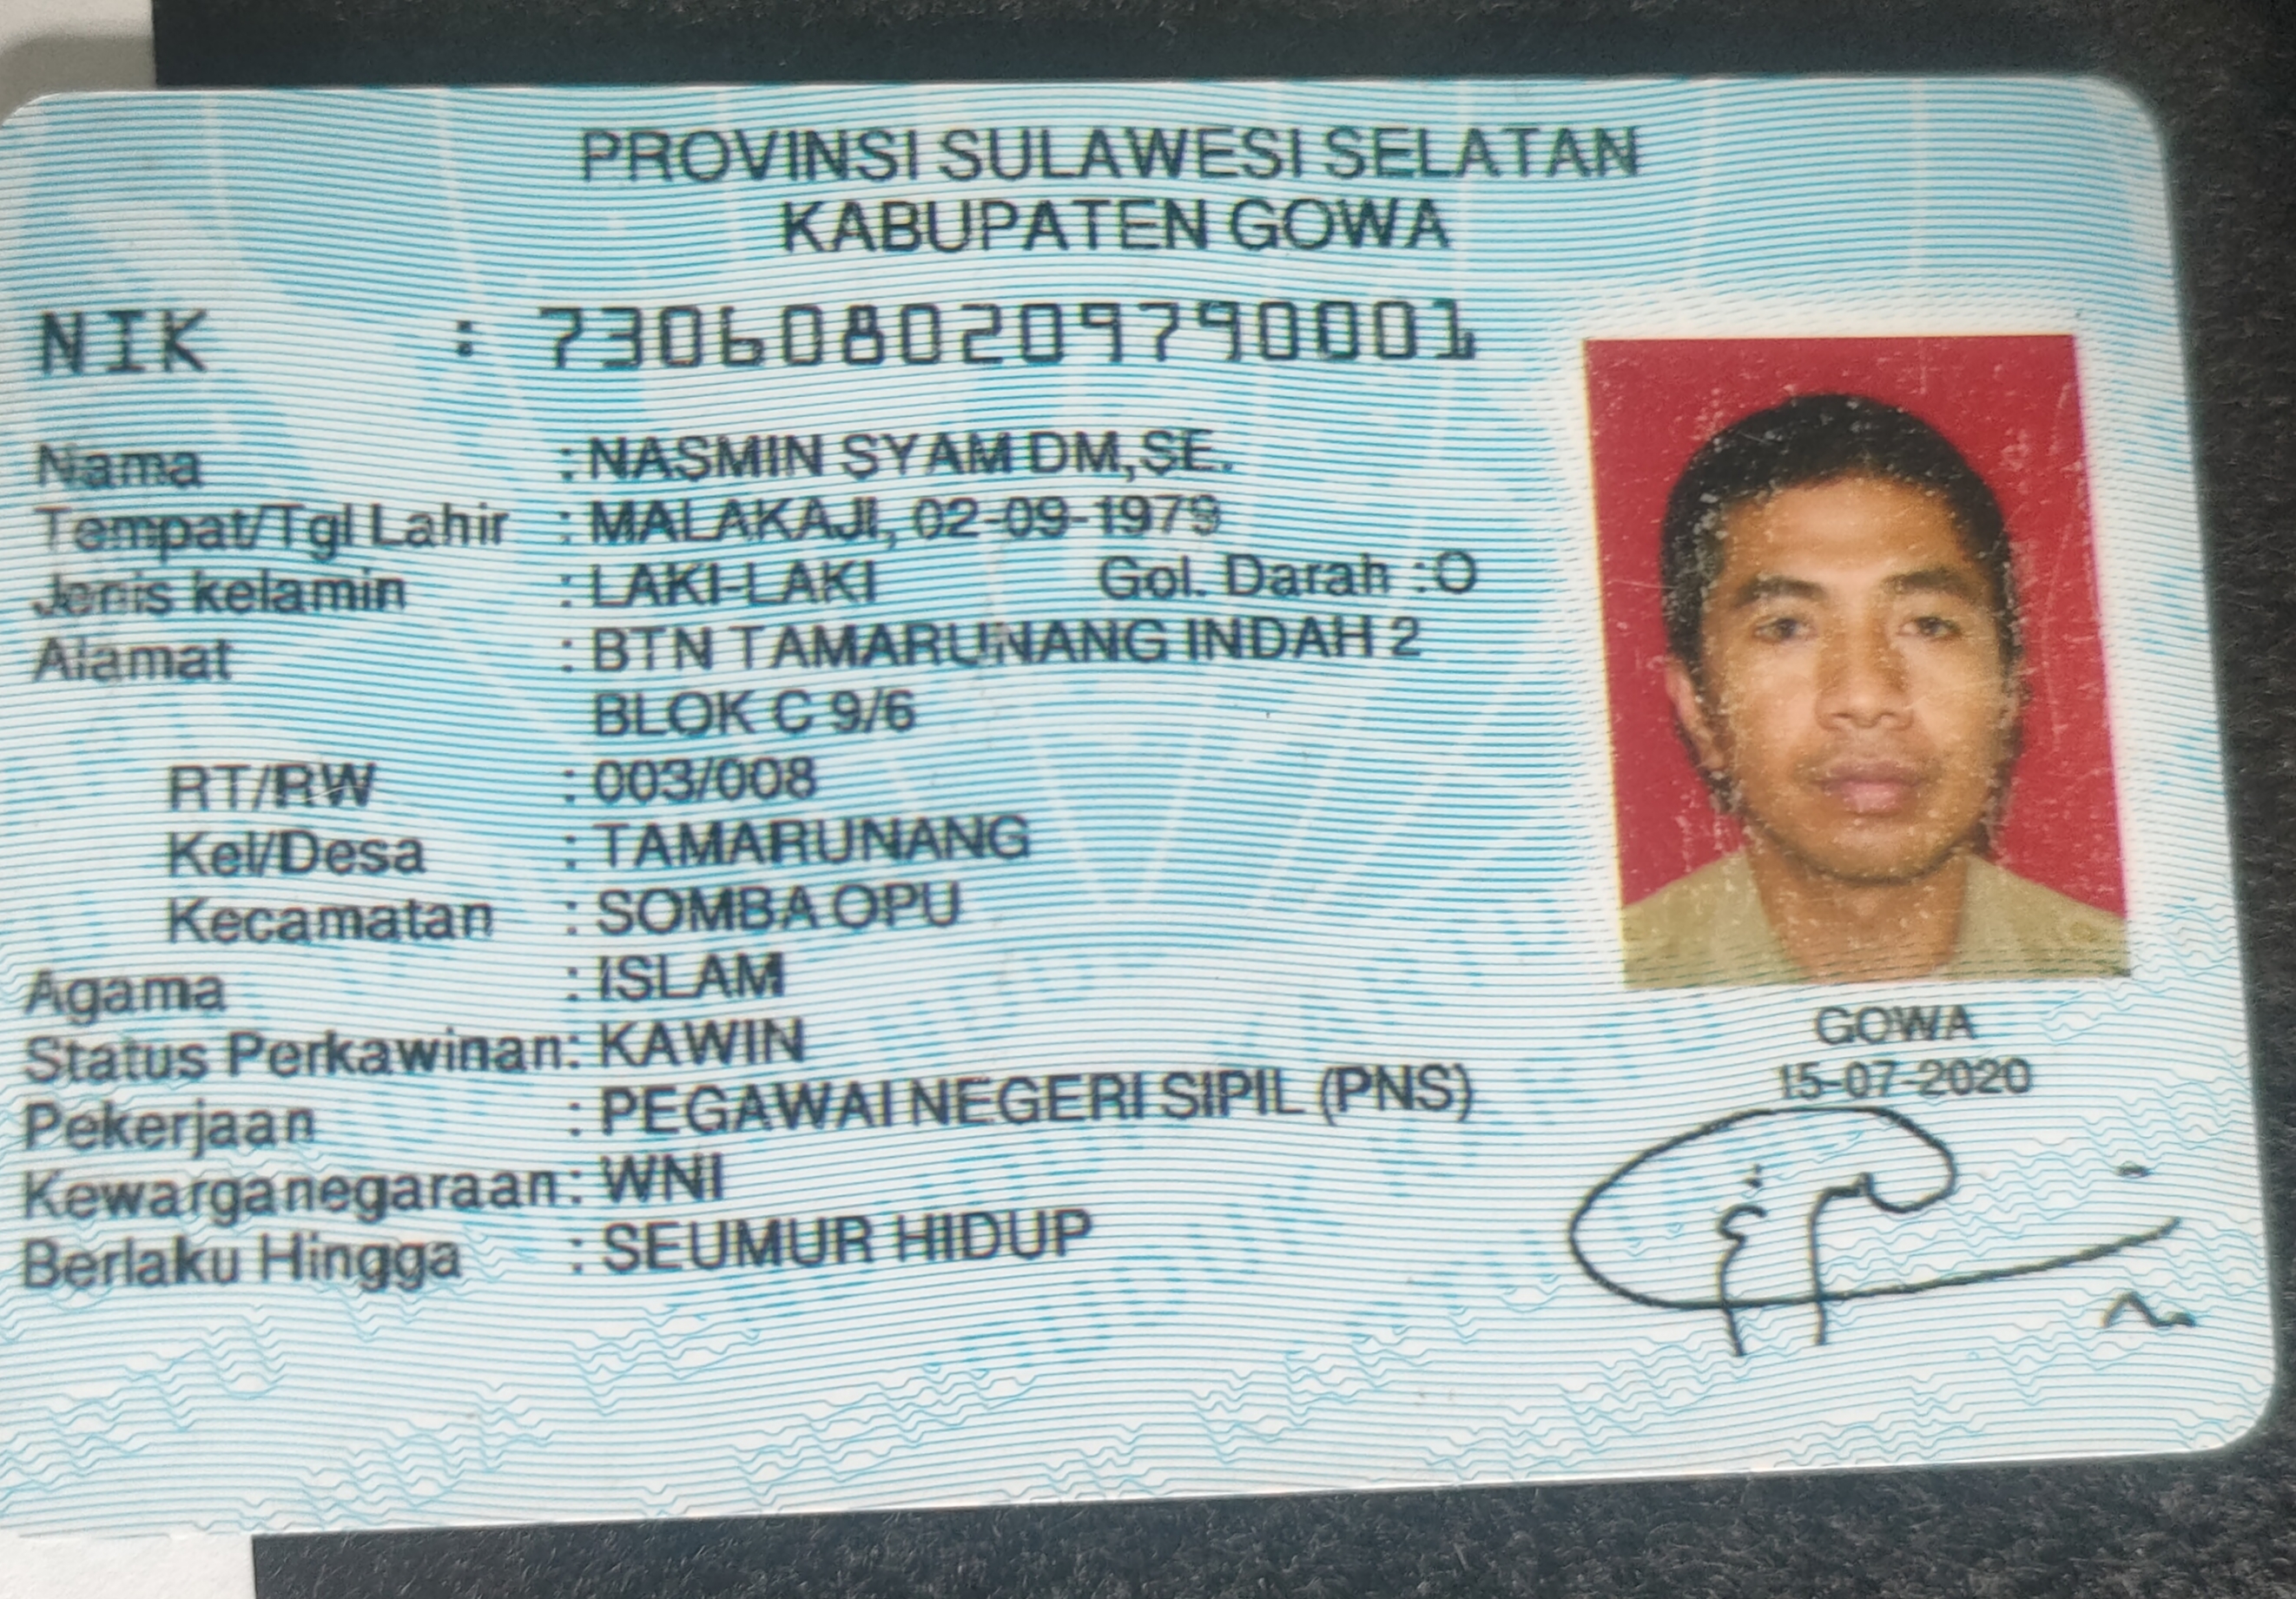 PROVINSI SULAWESI SELATAN
KABUPATEN GOWA
NIK : 7306080209790001
Nama : NASMIN SYAM DM,SE.
Tempat/Tgl Lahir : MALAKAJI, 02-09-1979
Jenis kelamin : LAKI-LAKI Gol. Darah :O
Alamat : BTN TAMARUNANG INDAH 2
BLOK C 9/6
RT/RW : 003/008
Kel/Desa : TAMARUNANG
Kecamatan : SOMBA OPU
Agama : ISLAM
Status Perkawinan: KAWIN
Pekerjaan : PEGAWAI NEGERI SIPIL (PNS)
Kewarganegaraan: WNI
Berlaku Hingga : SEUMUR HIDUP
GOWA
15-07-2020